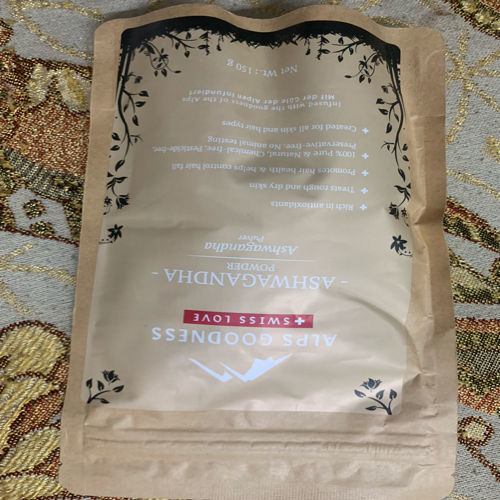 ALPS GOODNESS
SWISS LOVE
- ASHWAGANDHA -
POWDER
Ashwagandha
Pulver
Rich in antioxidants
Treats rough and dry skin
Promotes hair health & helps control hair fall
100% Pure & Natural, Chemical-free, Pesticide-free,
Preservative-free, No animal testing
Created for all skin and hair types
Infused with the goodness of the Alps
Mit der Güte der Alpen infundiert
Net Wt.: 150 g